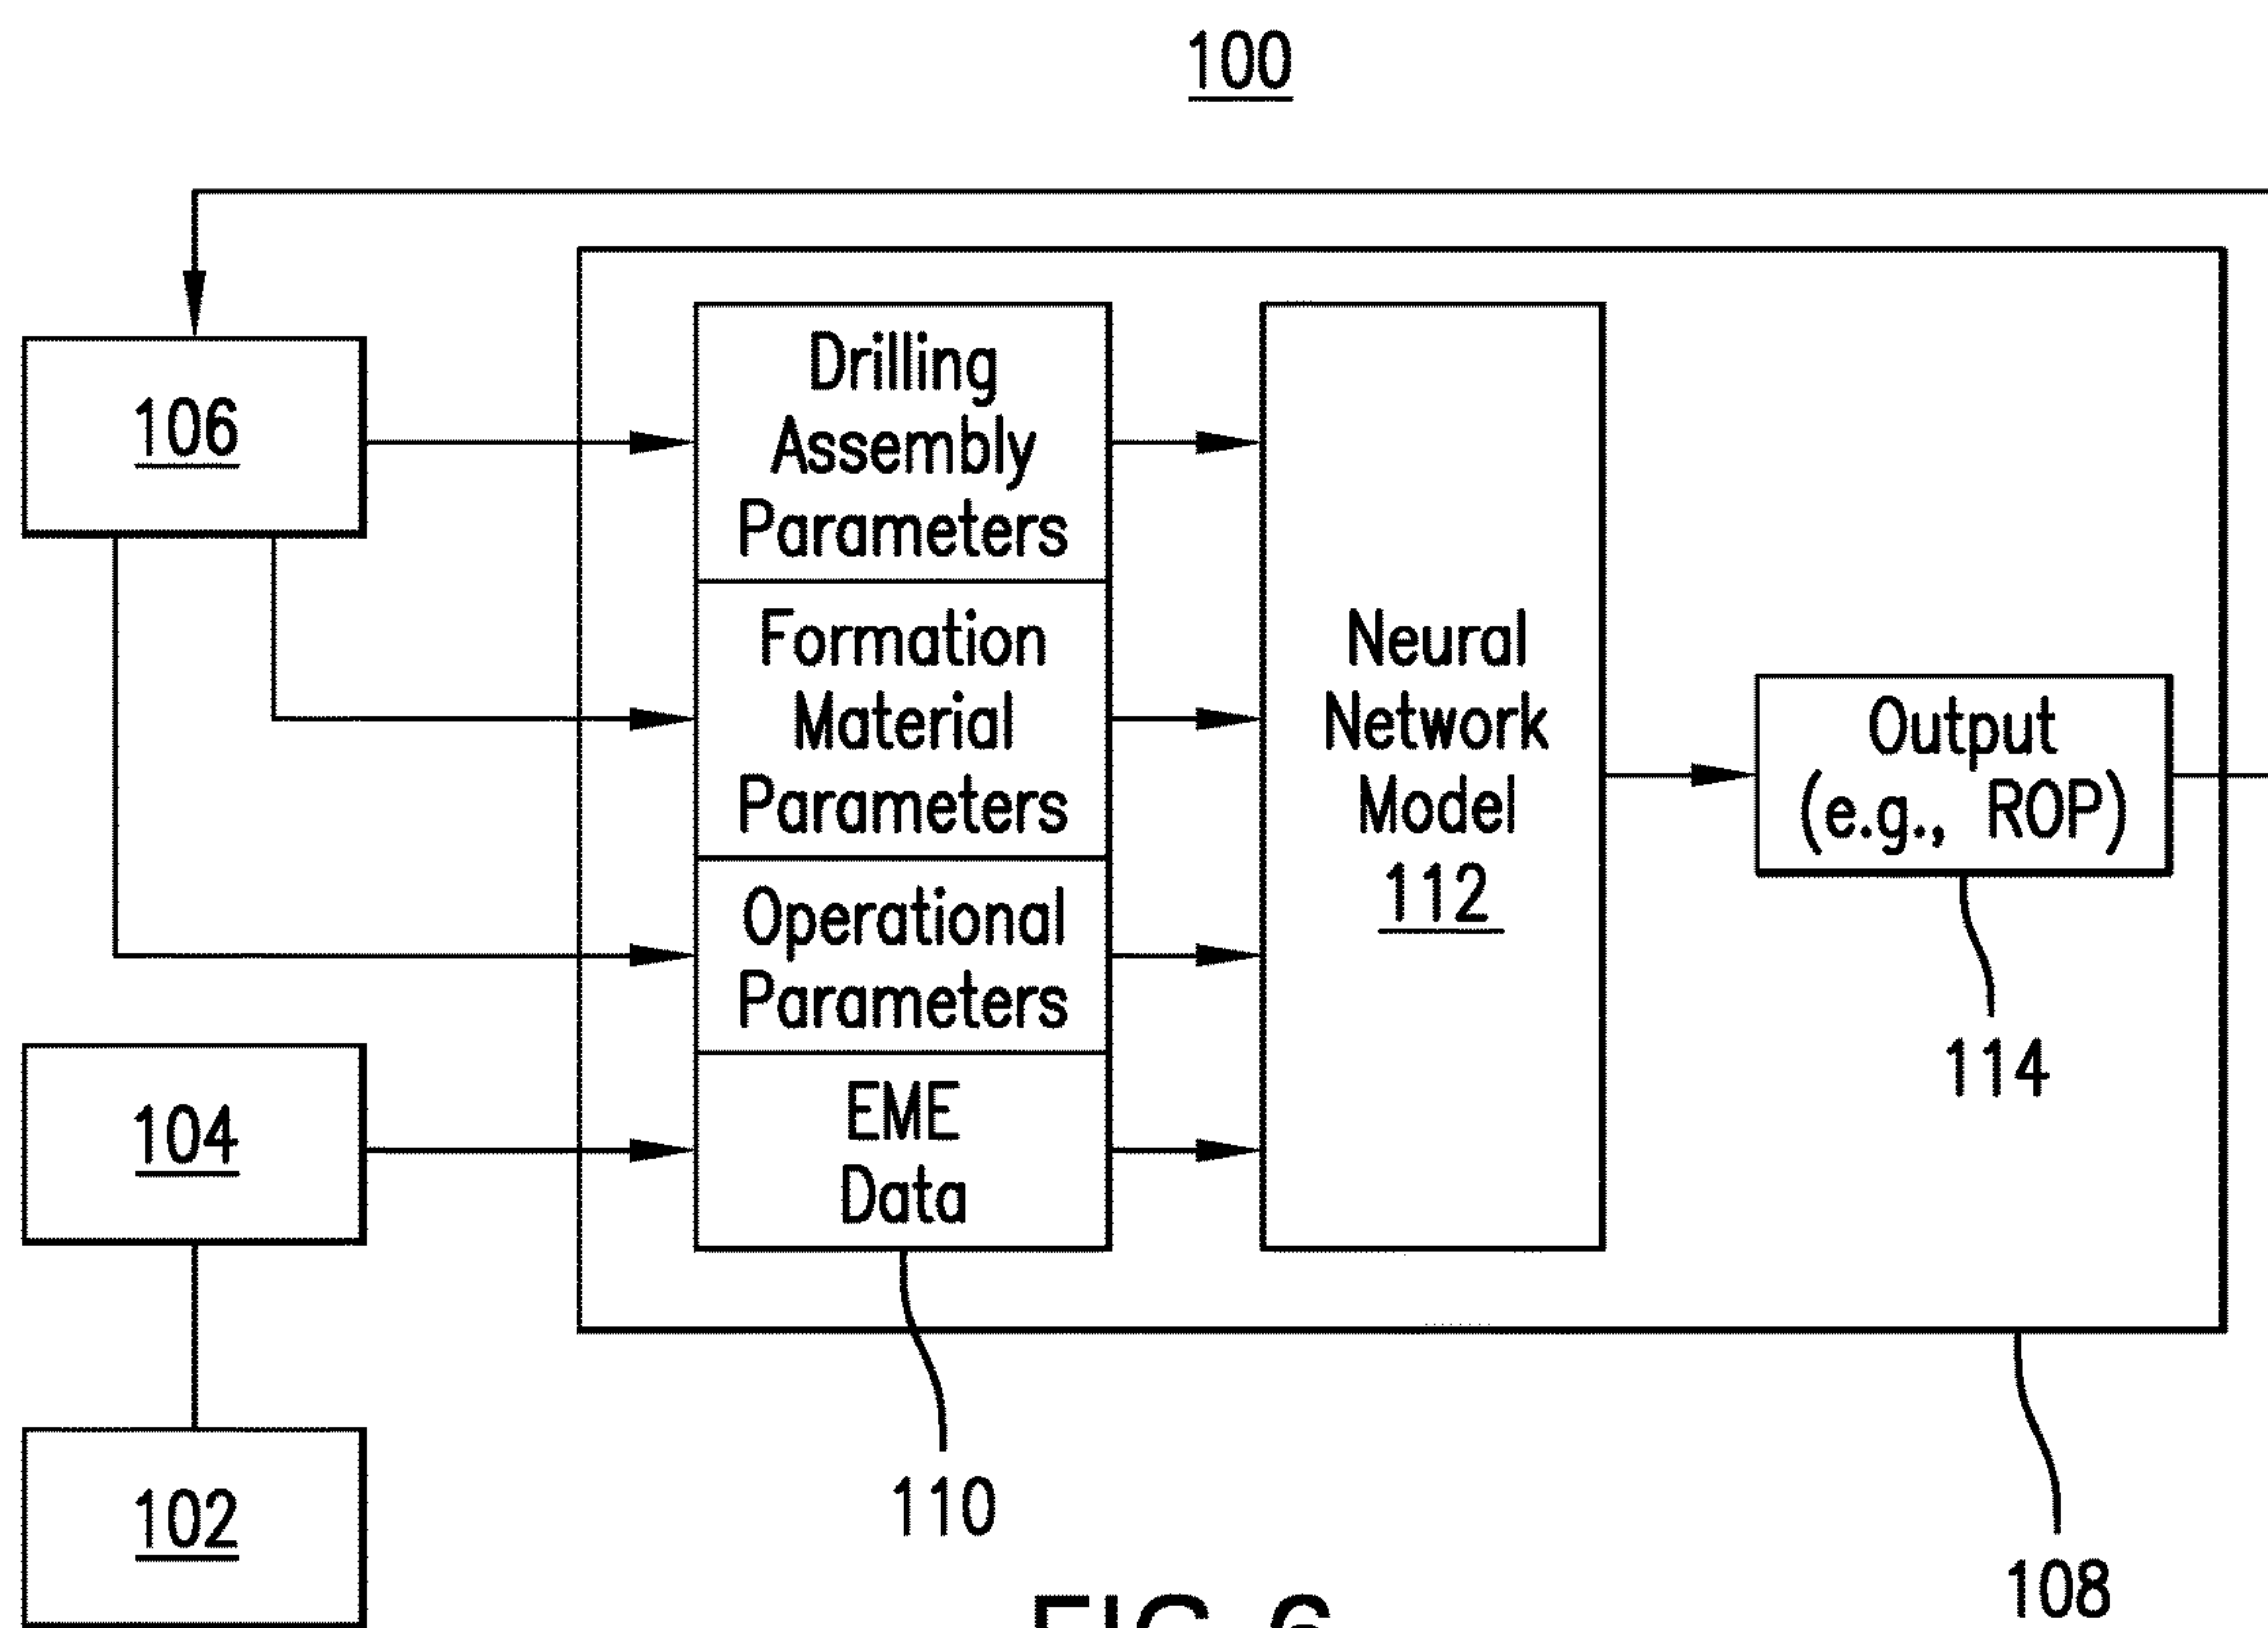 100
106
Drilling
Assembly
Parameters
Formation
Material
Parameters
Operational
Parameters
EME
Data
Neural
Network
Model
112
Output
(e.g., ROP)
114
104
102
110
108